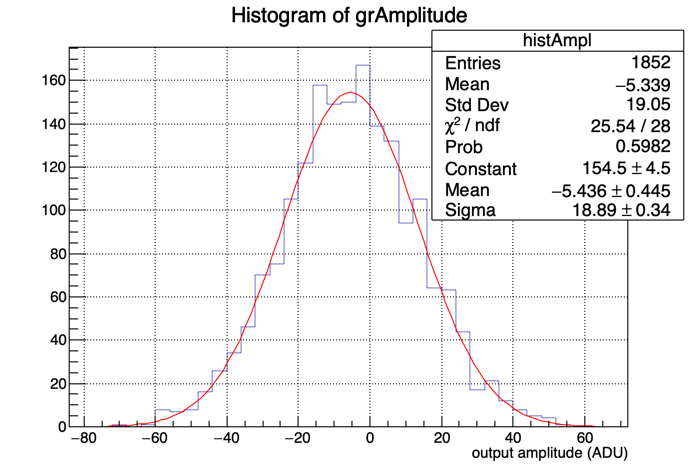 Histogram of grAmplitude
histAmpl
Entries 1852
Mean −5.339
Std Dev 19.05
χ² / ndf 25.54 / 28
Prob 0.5982
Constant 154.5 ± 4.5
Mean −5.436 ± 0.445
Sigma 18.89 ± 0.34
160
140
120
100
80
60
40
20
0
−80 −60 −40 −20 0 20 40 60
output amplitude (ADU)